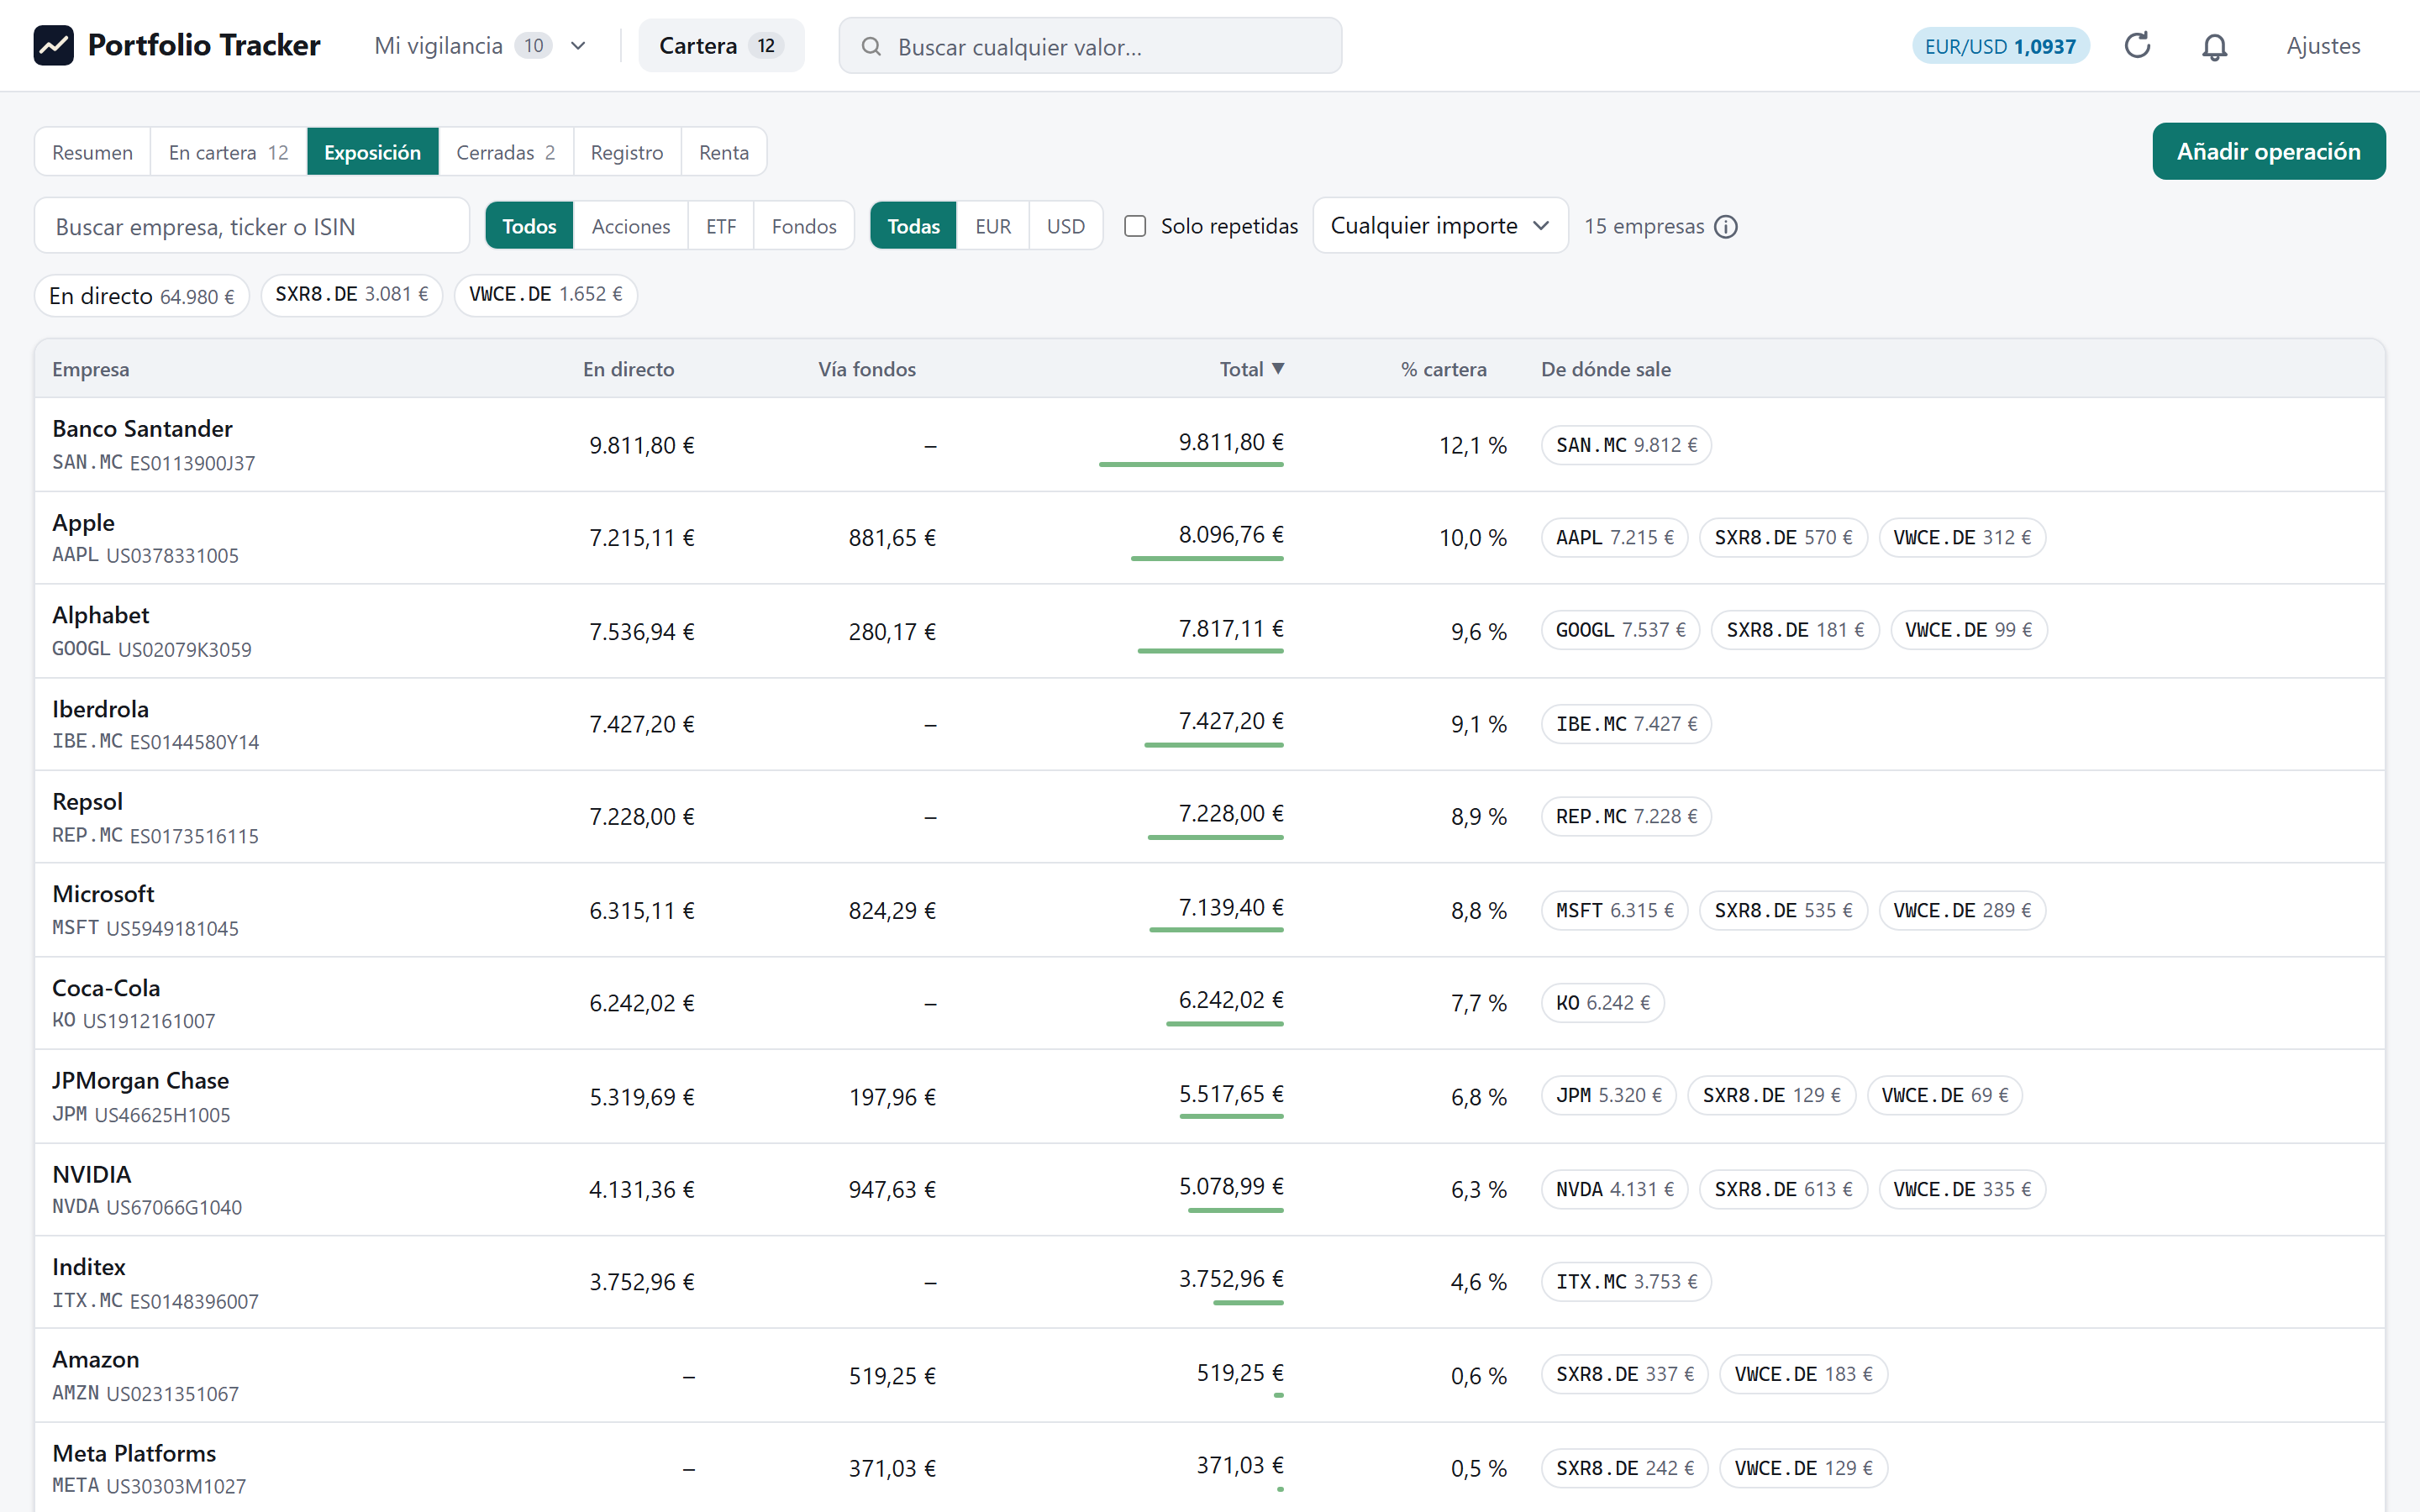 Portfolio Tracker Mi vigilancia 10 Cartera 12 Buscar cualquier valor... EUR/USD 1,0937 Ajustes
Resumen En cartera 12 Exposición Cerradas 2 Registro Renta Añadir operación
Buscar empresa, ticker o ISIN Todos Acciones ETF Fondos Todas EUR USD Solo repetidas Cualquier importe 15 empresas
En directo 64.980 € SXR8.DE 3.081 € VWCE.DE 1.652 €
Empresa En directo Vía fondos Total ▼ % cartera De dónde sale
Banco Santander
SAN.MC ES0113900J37 9.811,80 € – 9.811,80 € 12,1 % SAN.MC 9.812 €
Apple
AAPL US0378331005 7.215,11 € 881,65 € 8.096,76 € 10,0 % AAPL 7.215 € SXR8.DE 570 € VWCE.DE 312 €
Alphabet
GOOGL US02079K3059 7.536,94 € 280,17 € 7.817,11 € 9,6 % GOOGL 7.537 € SXR8.DE 181 € VWCE.DE 99 €
Iberdrola
IBE.MC ES0144580Y14 7.427,20 € – 7.427,20 € 9,1 % IBE.MC 7.427 €
Repsol
REP.MC ES0173516115 7.228,00 € – 7.228,00 € 8,9 % REP.MC 7.228 €
Microsoft
MSFT US5949181045 6.315,11 € 824,29 € 7.139,40 € 8,8 % MSFT 6.315 € SXR8.DE 535 € VWCE.DE 289 €
Coca-Cola
KO US1912161007 6.242,02 € – 6.242,02 € 7,7 % KO 6.242 €
JPMorgan Chase
JPM US46625H1005 5.319,69 € 197,96 € 5.517,65 € 6,8 % JPM 5.320 € SXR8.DE 129 € VWCE.DE 69 €
NVIDIA
NVDA US67066G1040 4.131,36 € 947,63 € 5.078,99 € 6,3 % NVDA 4.131 € SXR8.DE 613 € VWCE.DE 335 €
Inditex
ITX.MC ES0148396007 3.752,96 € – 3.752,96 € 4,6 % ITX.MC 3.753 €
Amazon
AMZN US0231351067 – 519,25 € 519,25 € 0,6 % SXR8.DE 337 € VWCE.DE 183 €
Meta Platforms
META US30303M1027 – 371,03 € 371,03 € 0,5 % SXR8.DE 242 € VWCE.DE 129 €